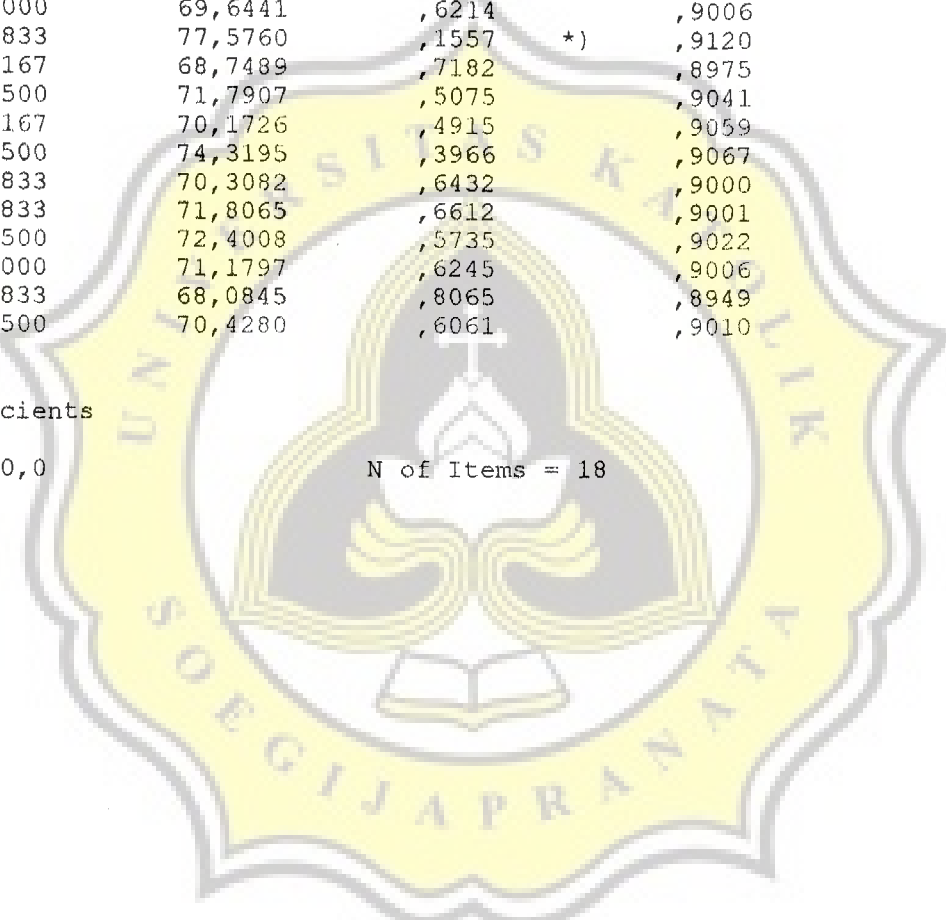 000 69,6441 ,6214 ,9006
833 77,5760 ,1557 *) ,9120
167 68,7489 ,7182 ,8975
500 71,7907 ,5075 ,9041
167 70,1726 ,4915 ,9059
500 74,3195 ,3966 ,9067
833 70,3082 ,6432 ,9000
833 71,8065 ,6612 ,9001
500 72,4008 ,5735 ,9022
000 71,1797 ,6245 ,9006
833 68,0845 ,8065 ,8949
500 70,4280 ,6061 ,9010
cients
0,0 N of Items = 18
UNIVERSITAS KATOLIK
SOEGIJAPRANATA